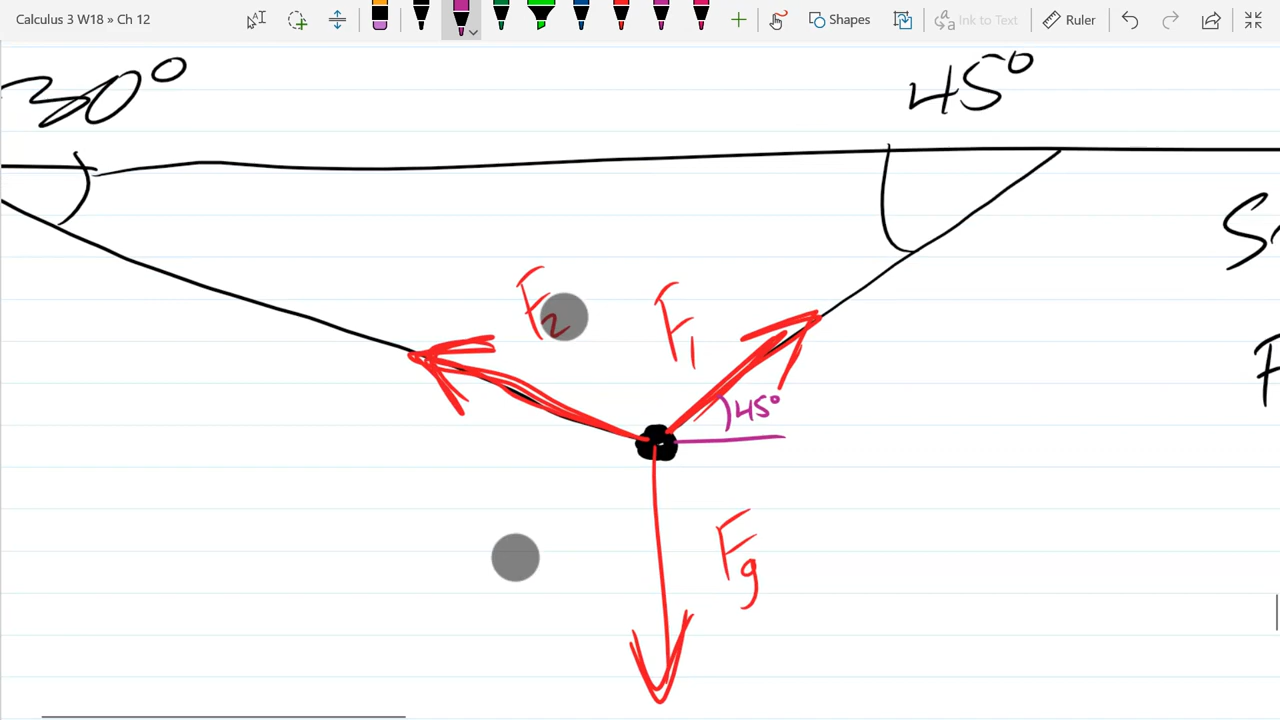 Calculus 3 W18 » Ch 12
Shapes
Ink to Text
Ruler
30°
45°
F₂
F₁
45°
Fg